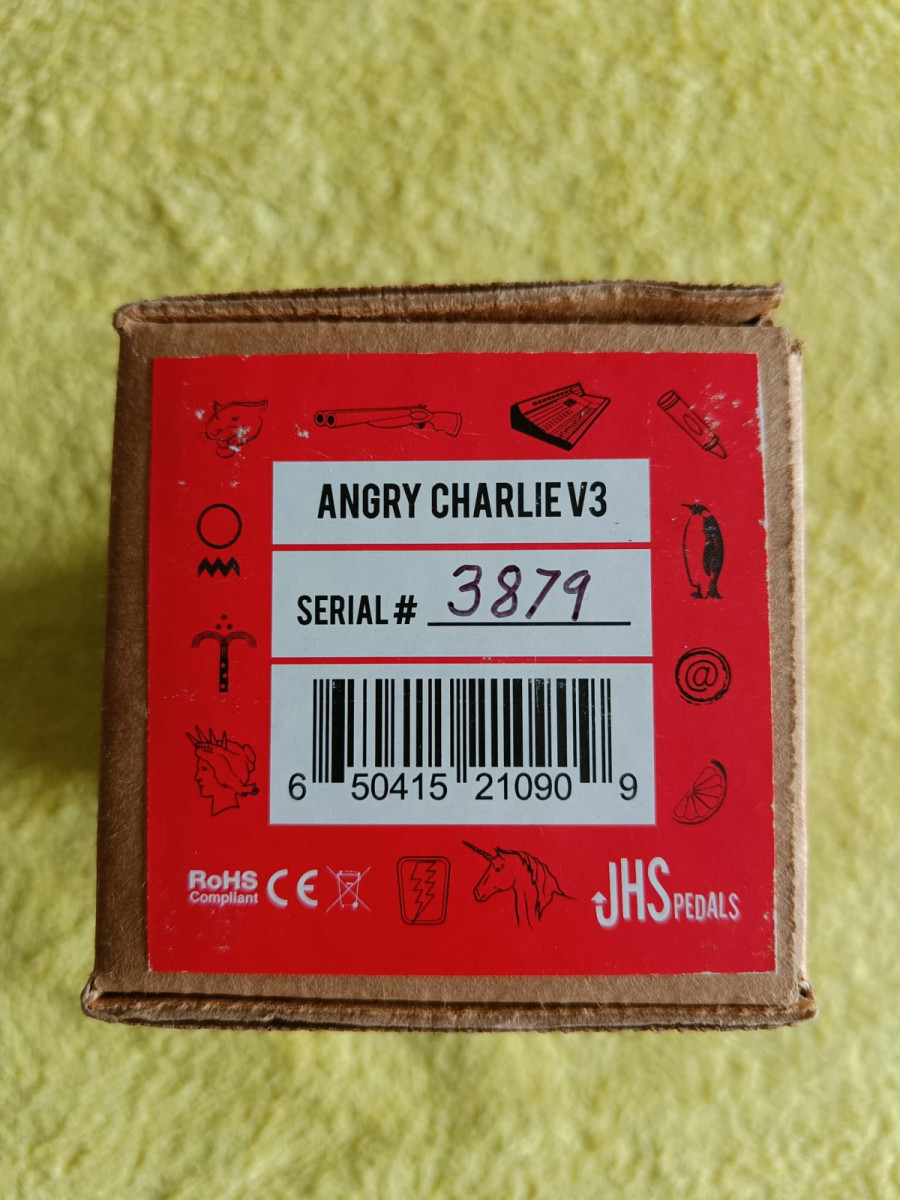 ANGRY CHARLIE V3
SERIAL # 3879
6 50415 21090 9
@
RoHS
Compliant
CE
JHS PEDALS